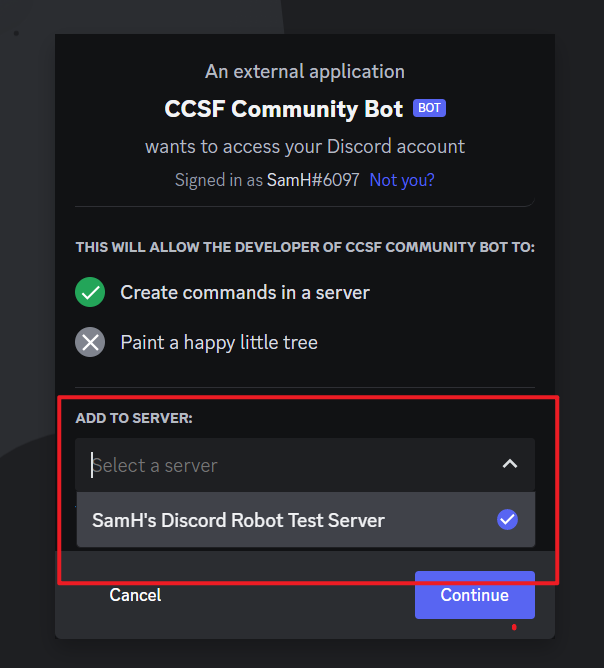 An external application
CCSF Community Bot BOT
wants to access your Discord account
Signed in as SamH#6097 Not you?
THIS WILL ALLOW THE DEVELOPER OF CCSF COMMUNITY BOT TO:
Create commands in a server
Paint a happy little tree
ADD TO SERVER:
Select a server
SamH's Discord Robot Test Server
Cancel Continue